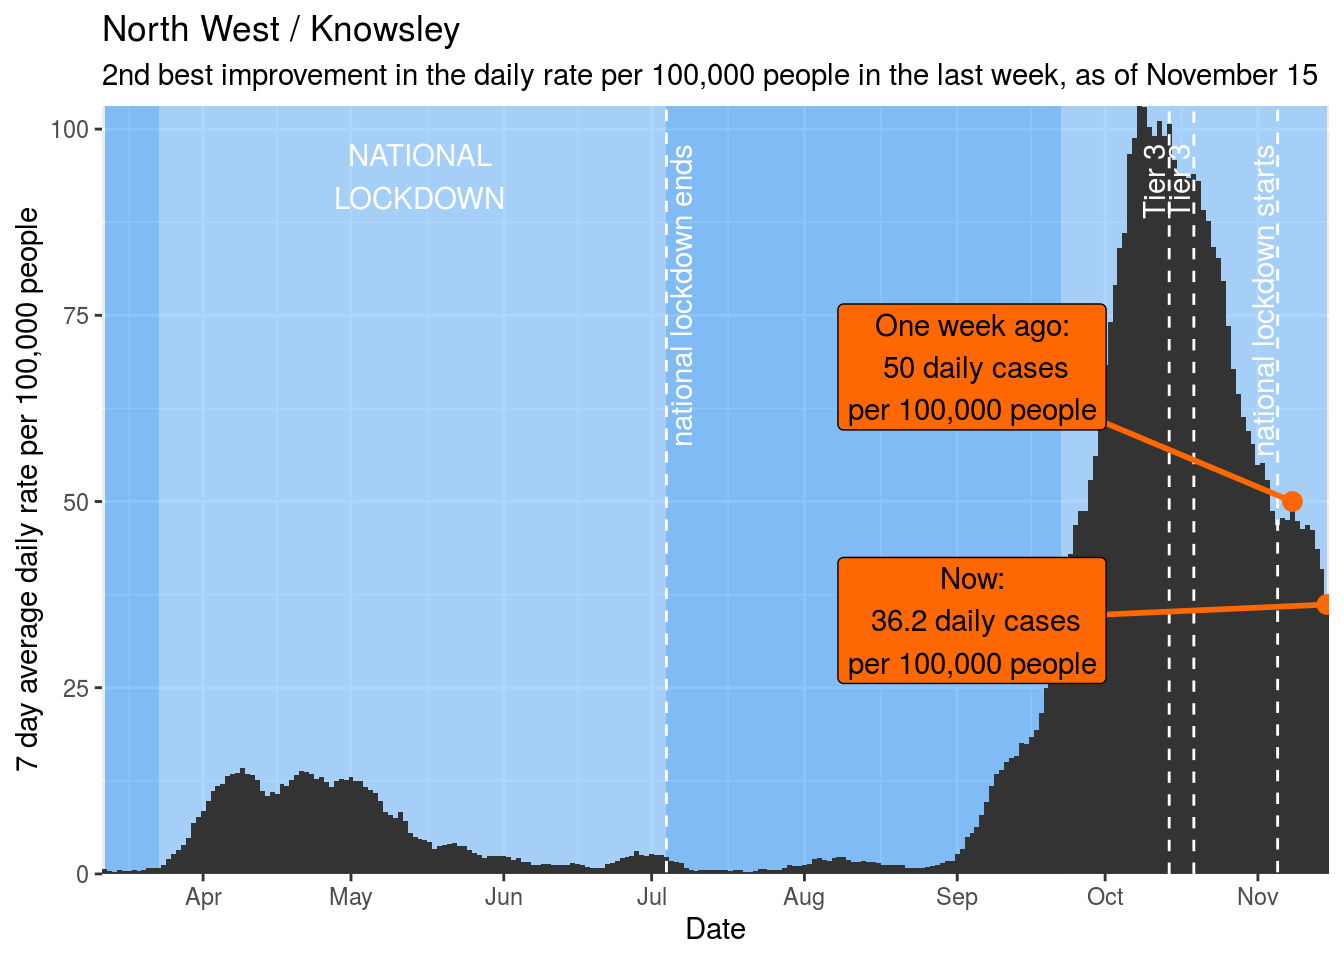 North West / Knowsley
2nd best improvement in the daily rate per 100,000 people in the last week, as of November 15
7 day average daily rate per 100,000 people
100
75
50
25
0
NATIONAL
LOCKDOWN
national lockdown ends
Tier 3
Tier 3
national lockdown starts
One week ago:
50 daily cases
per 100,000 people
Now:
36.2 daily cases
per 100,000 people
Apr
May
Jun
Jul
Aug
Sep
Oct
Nov
Date